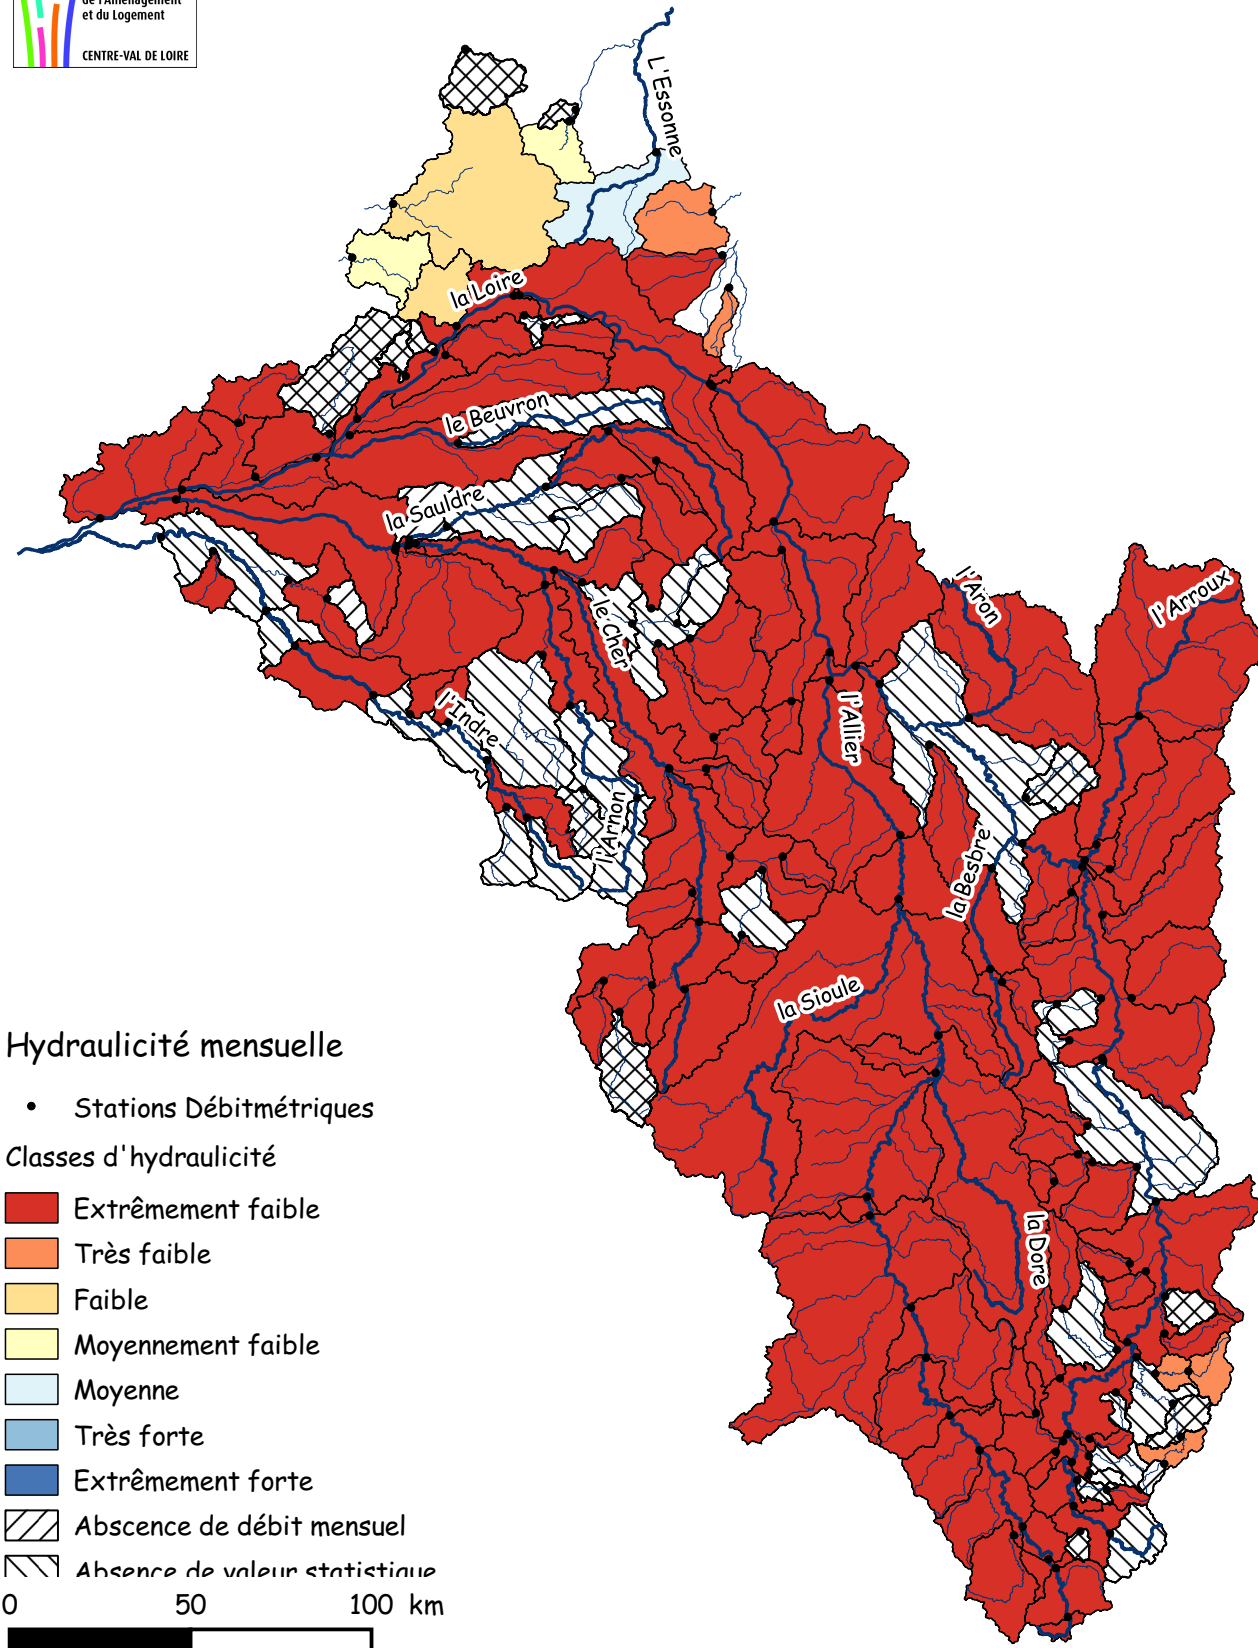 de l'Aménagement
et du Logement
CENTRE-VAL DE LOIRE
L'Essonne
la Loire
le Beuvron
la Sauldre
l'Aron
l'Arroux
le Cher
l'Indre
l'Allier
l'Arnon
la Besbre
la Sioule
la Dore
Hydraulicité mensuelle
Stations Débitmétriques
Classes d'hydraulicité
Extrêmement faible
Très faible
Faible
Moyennement faible
Moyenne
Très forte
Extrêmement forte
Abscence de débit mensuel
Absence de valeur statistique
0 50 100 km